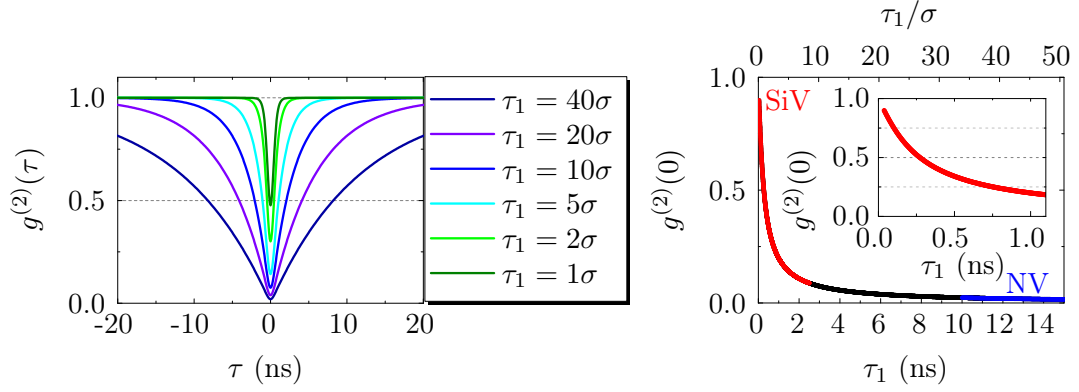 g⁽²⁾(τ)
1.0
0.5
0.0
-20 -10 0 10 20
τ (ns)
τ₁ = 40σ
τ₁ = 20σ
τ₁ = 10σ
τ₁ = 5σ
τ₁ = 2σ
τ₁ = 1σ
τ₁/σ
0 10 20 30 40 50
g⁽²⁾(0)
1.0
0.5
0.0
SiV
NV
0 2 4 6 8 10 12 14
τ₁ (ns)
g⁽²⁾(0)
1.0
0.5
0.0
0.0 0.5 1.0
τ₁ (ns)